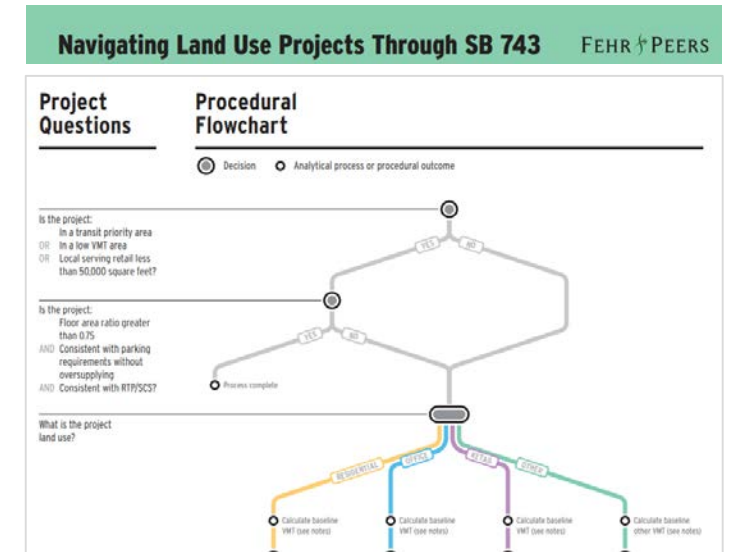 Navigating Land Use Projects Through SB 743
FEHR PEERS
Project
Questions
Procedural
Flowchart
Decision
Analytical process or procedural outcome
Is the project:
In a transit priority area
OR In a low VMT area
OR Local serving retail less
than 50,000 square feet?
YES
NO
Is the project:
Floor area ratio greater
than 0.75
AND Consistent with parking
requirements without
oversupplying
AND Consistent with RTP/SCS?
YES
NO
Process complete
What is the project
land use?
RESIDENTIAL
OFFICE
RETAIL
OTHER
Calculate baseline
VMT (see notes)
Calculate baseline
VMT (see notes)
Calculate baseline
VMT (see notes)
Calculate baseline
other VMT (see notes)